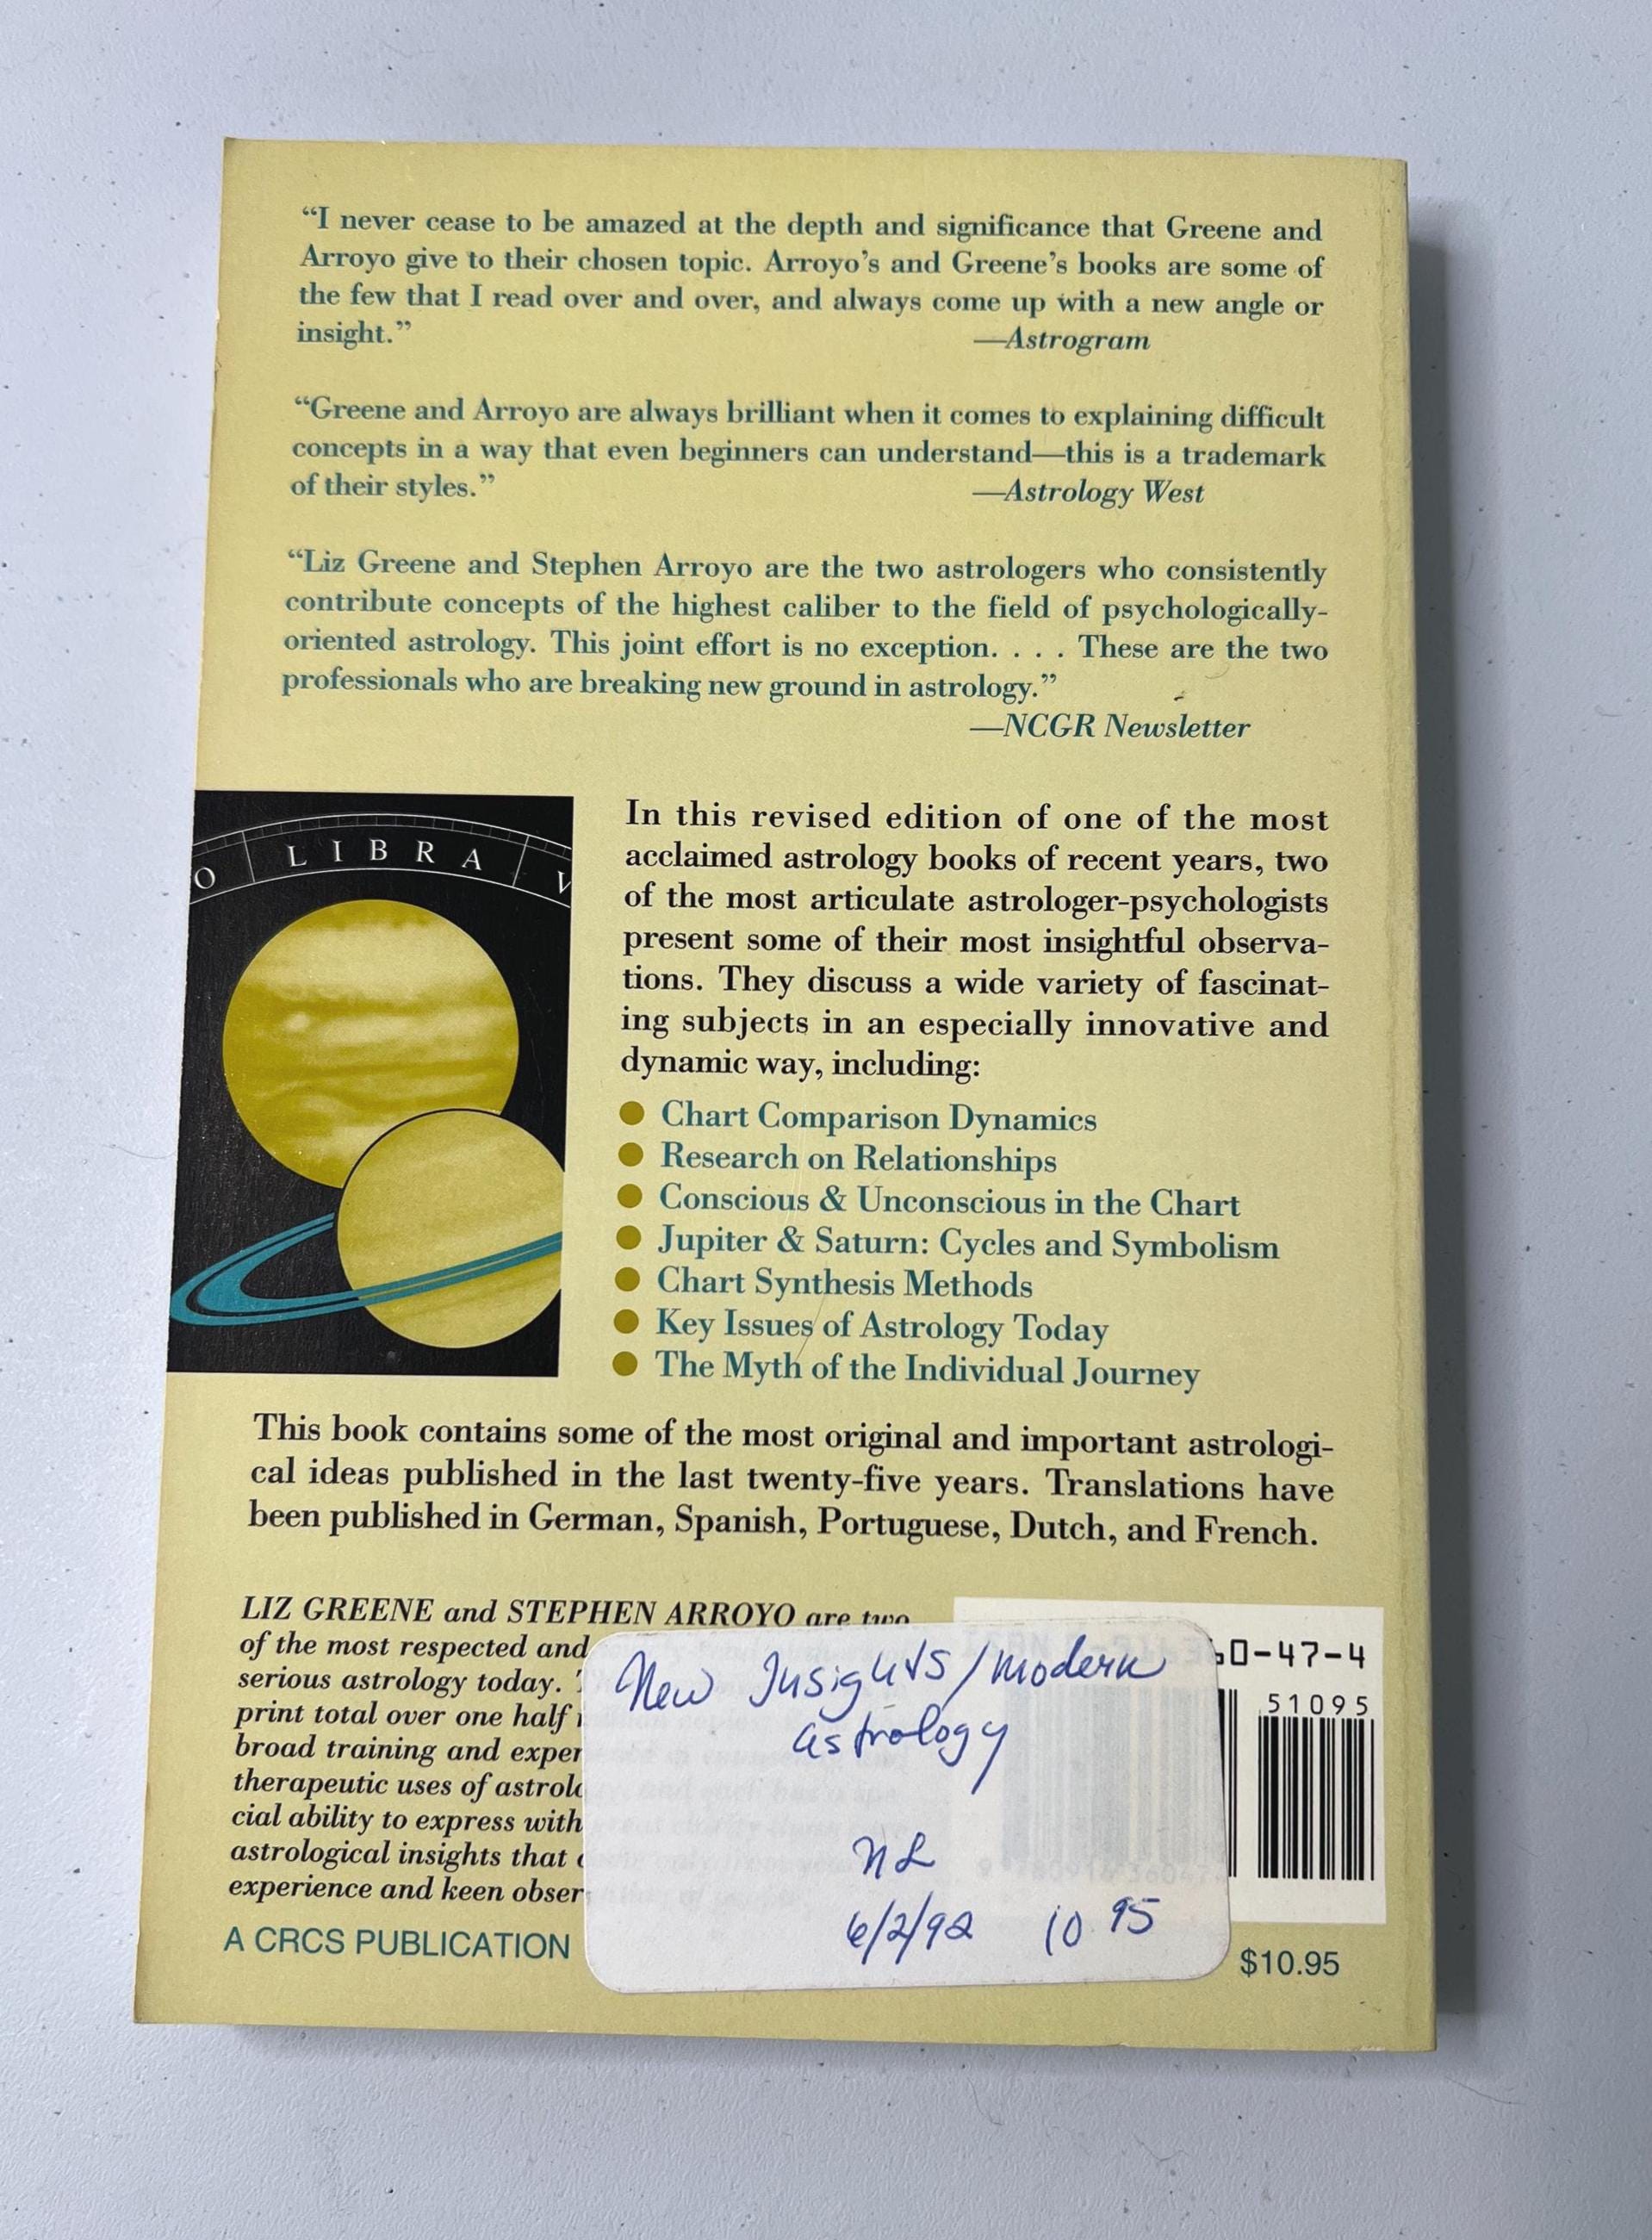 “I never cease to be amazed at the depth and significance that Greene and
Arroyo give to their chosen topic. Arroyo’s and Greene’s books are some of
the few that I read over and over, and always come up with a new angle or
insight.” —Astrogram
“Greene and Arroyo are always brilliant when it comes to explaining difficult
concepts in a way that even beginners can understand—this is a trademark
of their styles.” —Astrology West
“Liz Greene and Stephen Arroyo are the two astrologers who consistently
contribute concepts of the highest caliber to the field of psychologically-
oriented astrology. This joint effort is no exception. . . . These are the two
professionals who are breaking new ground in astrology.”
—NCGR Newsletter
O LIBRA V
In this revised edition of one of the most
acclaimed astrology books of recent years, two
of the most articulate astrologer-psychologists
present some of their most insightful observa-
tions. They discuss a wide variety of fascinat-
ing subjects in an especially innovative and
dynamic way, including:
● Chart Comparison Dynamics
● Research on Relationships
● Conscious & Unconscious in the Chart
● Jupiter & Saturn: Cycles and Symbolism
● Chart Synthesis Methods
● Key Issues of Astrology Today
● The Myth of the Individual Journey
This book contains some of the most original and important astrologi-
cal ideas published in the last twenty-five years. Translations have
been published in German, Spanish, Portuguese, Dutch, and French.
LIZ GREENE and STEPHEN ARROYO are two
of the most respected and
serious astrology today.
print total over one half
broad training and exper
therapeutic uses of astrolo
cial ability to express with
astrological insights that
experience and keen obser
A CRCS PUBLICATION
New Insights/modern
astrology
NL
6/2/92 10 95
0-47-4
51095
$10.95